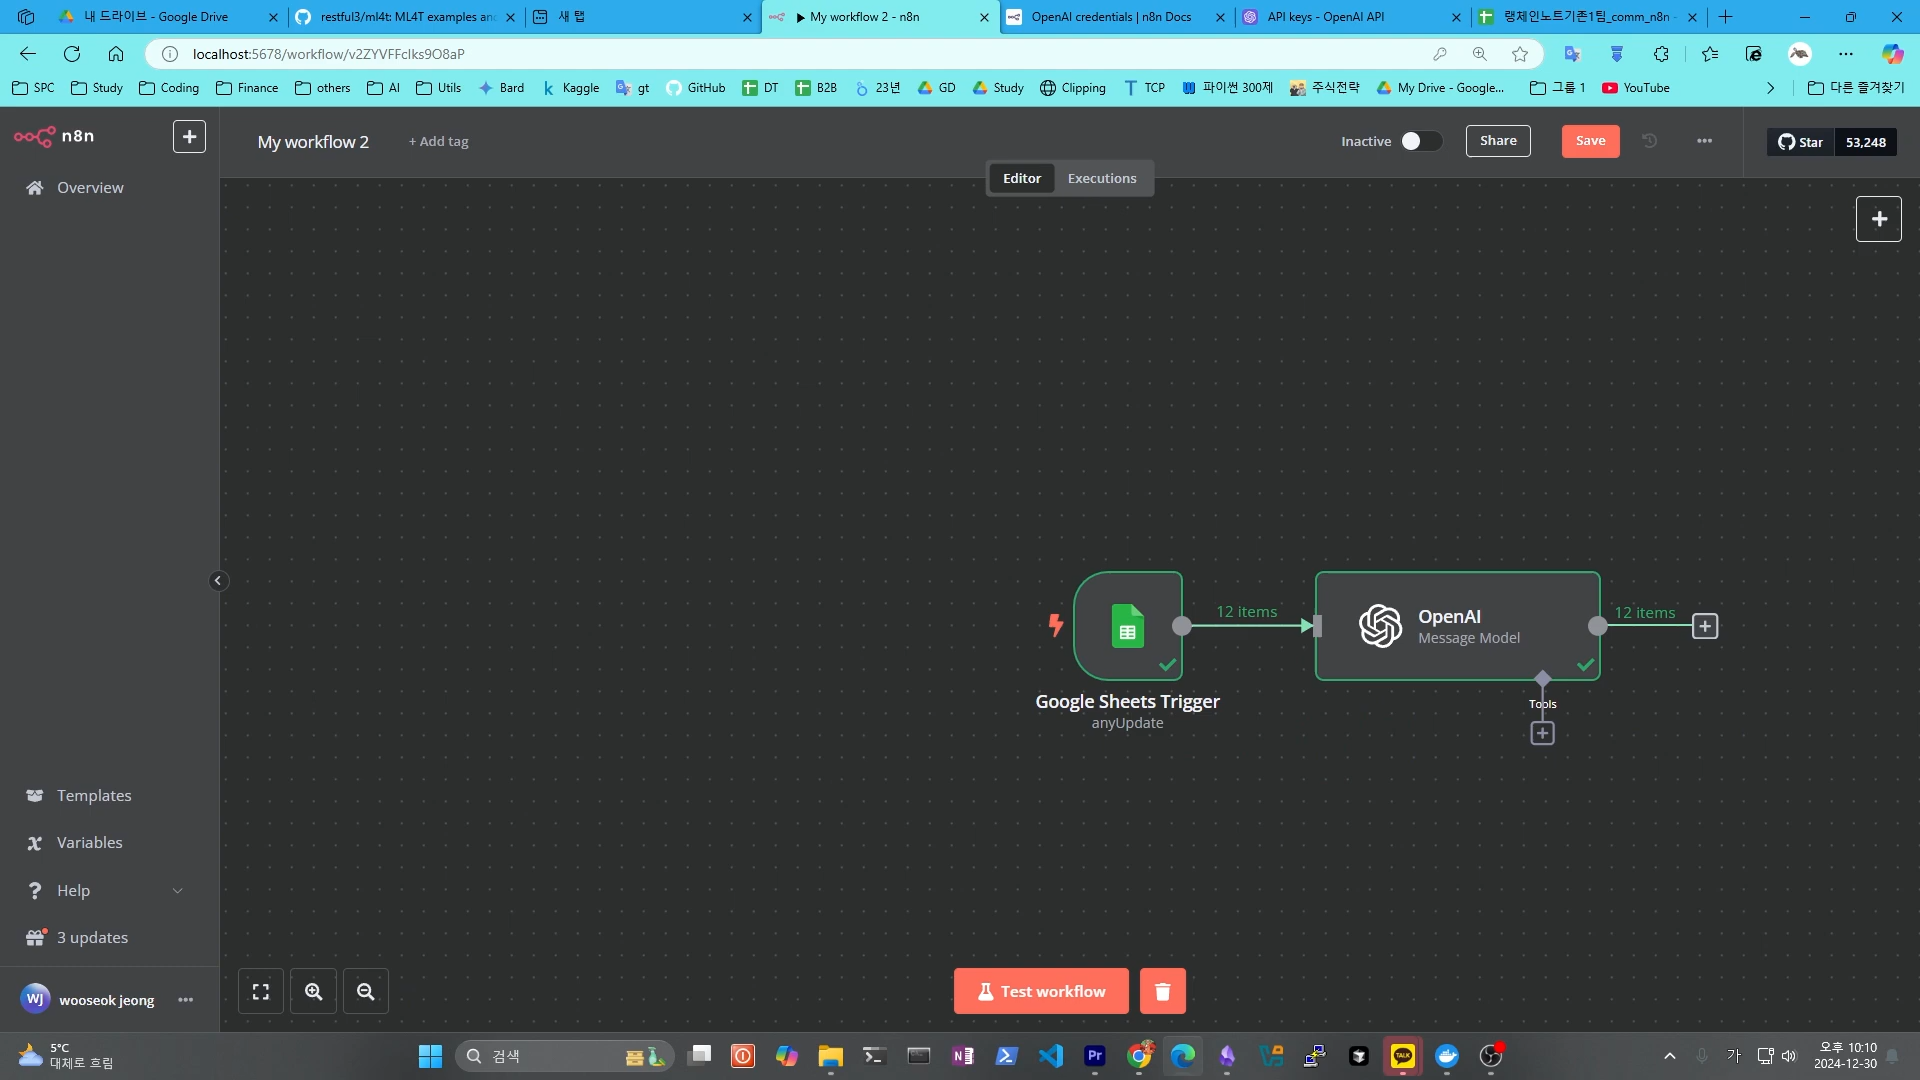 내 드라이브 - Google Drive
restful3/ml4t: ML4T examples and
새 탭
▶ My workflow 2 - n8n
OpenAI credentials | n8n Docs
API keys - OpenAI API
랭체인노트기존1팀_comm_n8n -
localhost:5678/workflow/v2ZYVFFcIks9O8aP
SPC
Study
Coding
Finance
others
AI
Utils
Bard
Kaggle
gt
GitHub
DT
B2B
23년
GD
Study
Clipping
TCP
파이썬 300제
주식전략
My Drive - Google...
그룹 1
YouTube
다른 즐겨찾기
n8n
My workflow 2
+ Add tag
Inactive
Share
Save
Star
53,248
Editor
Executions
Overview
12 items
OpenAI
Message Model
12 items
Tools
Google Sheets Trigger
anyUpdate
Templates
Variables
Help
3 updates
WJ
wooseok jeong
Test workflow
5°C
대체로 흐림
검색
Pr
TALK
가
오후 10:10
2024-12-30